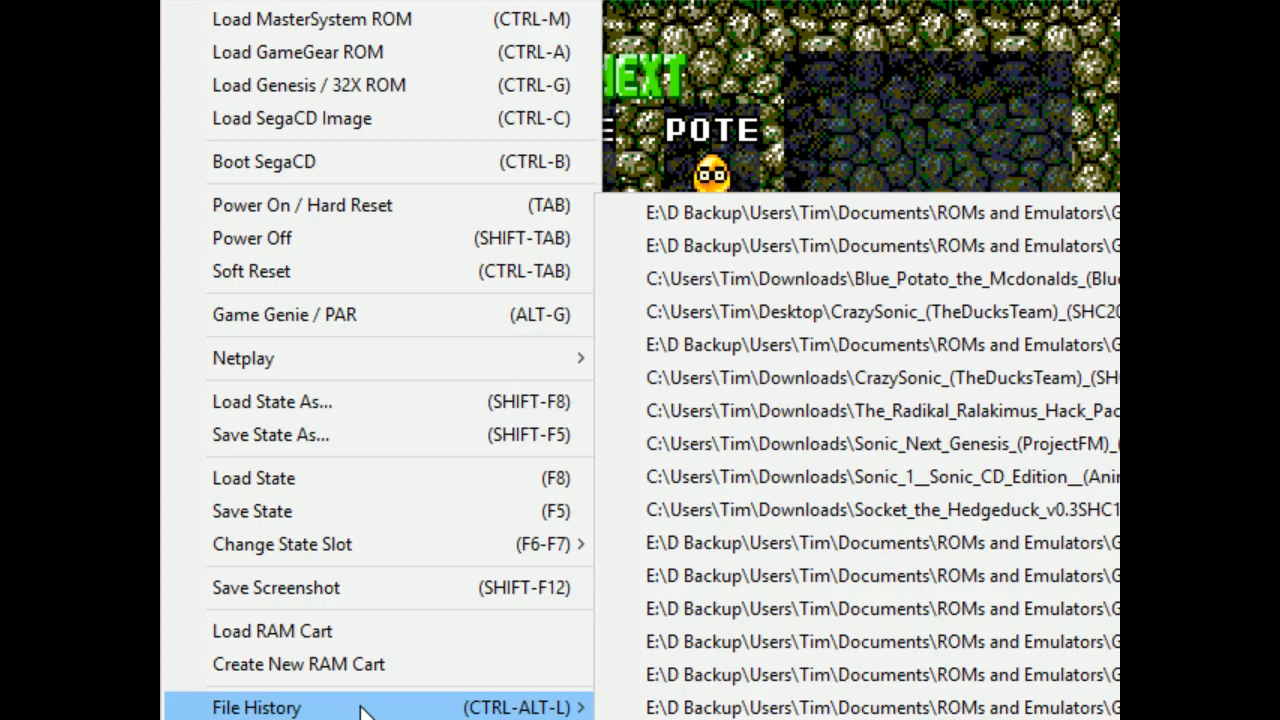 Load MasterSystem ROM (CTRL-M)
Load GameGear ROM (CTRL-A)
Load Genesis / 32X ROM (CTRL-G)
Load SegaCD Image (CTRL-C)
Boot SegaCD (CTRL-B)
Power On / Hard Reset (TAB)
Power Off (SHIFT-TAB)
Soft Reset (CTRL-TAB)
Game Genie / PAR (ALT-G)
Netplay
Load State As... (SHIFT-F8)
Save State As... (SHIFT-F5)
Load State (F8)
Save State (F5)
Change State Slot (F6-F7)
Save Screenshot (SHIFT-F12)
Load RAM Cart
Create New RAM Cart
File History (CTRL-ALT-L)
NEXT
E POTE
E:\D Backup\Users\Tim\Documents\ROMs and Emulators\G
E:\D Backup\Users\Tim\Documents\ROMs and Emulators\G
C:\Users\Tim\Downloads\Blue_Potato_the_Mcdonalds_(Blu
C:\Users\Tim\Desktop\CrazySonic_(TheDucksTeam)_(SHC20
E:\D Backup\Users\Tim\Documents\ROMs and Emulators\G
C:\Users\Tim\Downloads\CrazySonic_(TheDucksTeam)_(SH
C:\Users\Tim\Downloads\The_Radikal_Ralakimus_Hack_Pac
C:\Users\Tim\Downloads\Sonic_Next_Genesis_(ProjectFM)_(
C:\Users\Tim\Downloads\Sonic_1__Sonic_CD_Edition__(Ani
C:\Users\Tim\Downloads\Socket_the_Hedgeduck_v0.3SHC1
E:\D Backup\Users\Tim\Documents\ROMs and Emulators\G
E:\D Backup\Users\Tim\Documents\ROMs and Emulators\G
E:\D Backup\Users\Tim\Documents\ROMs and Emulators\G
E:\D Backup\Users\Tim\Documents\ROMs and Emulators\G
E:\D Backup\Users\Tim\Documents\ROMs and Emulators\G
E:\D Backup\Users\Tim\Documents\ROMs and Emulators\G